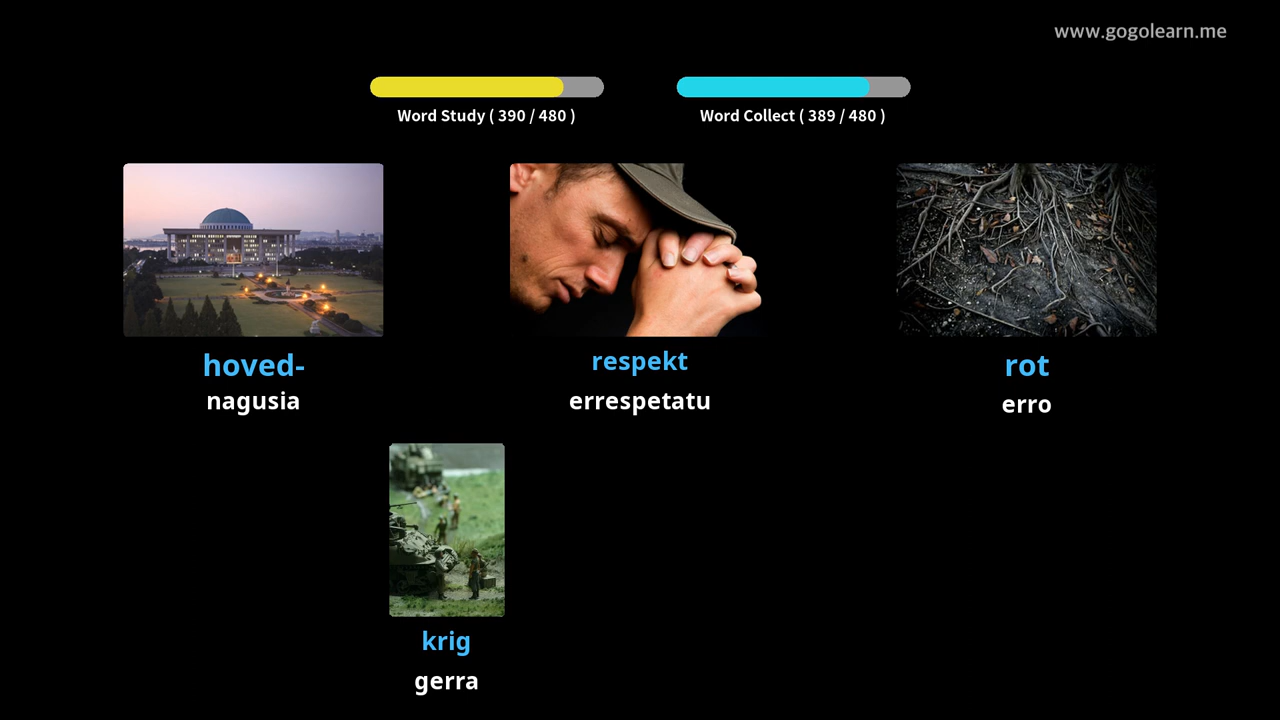 www.gogolearn.me
Word Study ( 390 / 480 )
Word Collect ( 389 / 480 )
hoved-
nagusia
respekt
errespetatu
rot
erro
krig
gerra